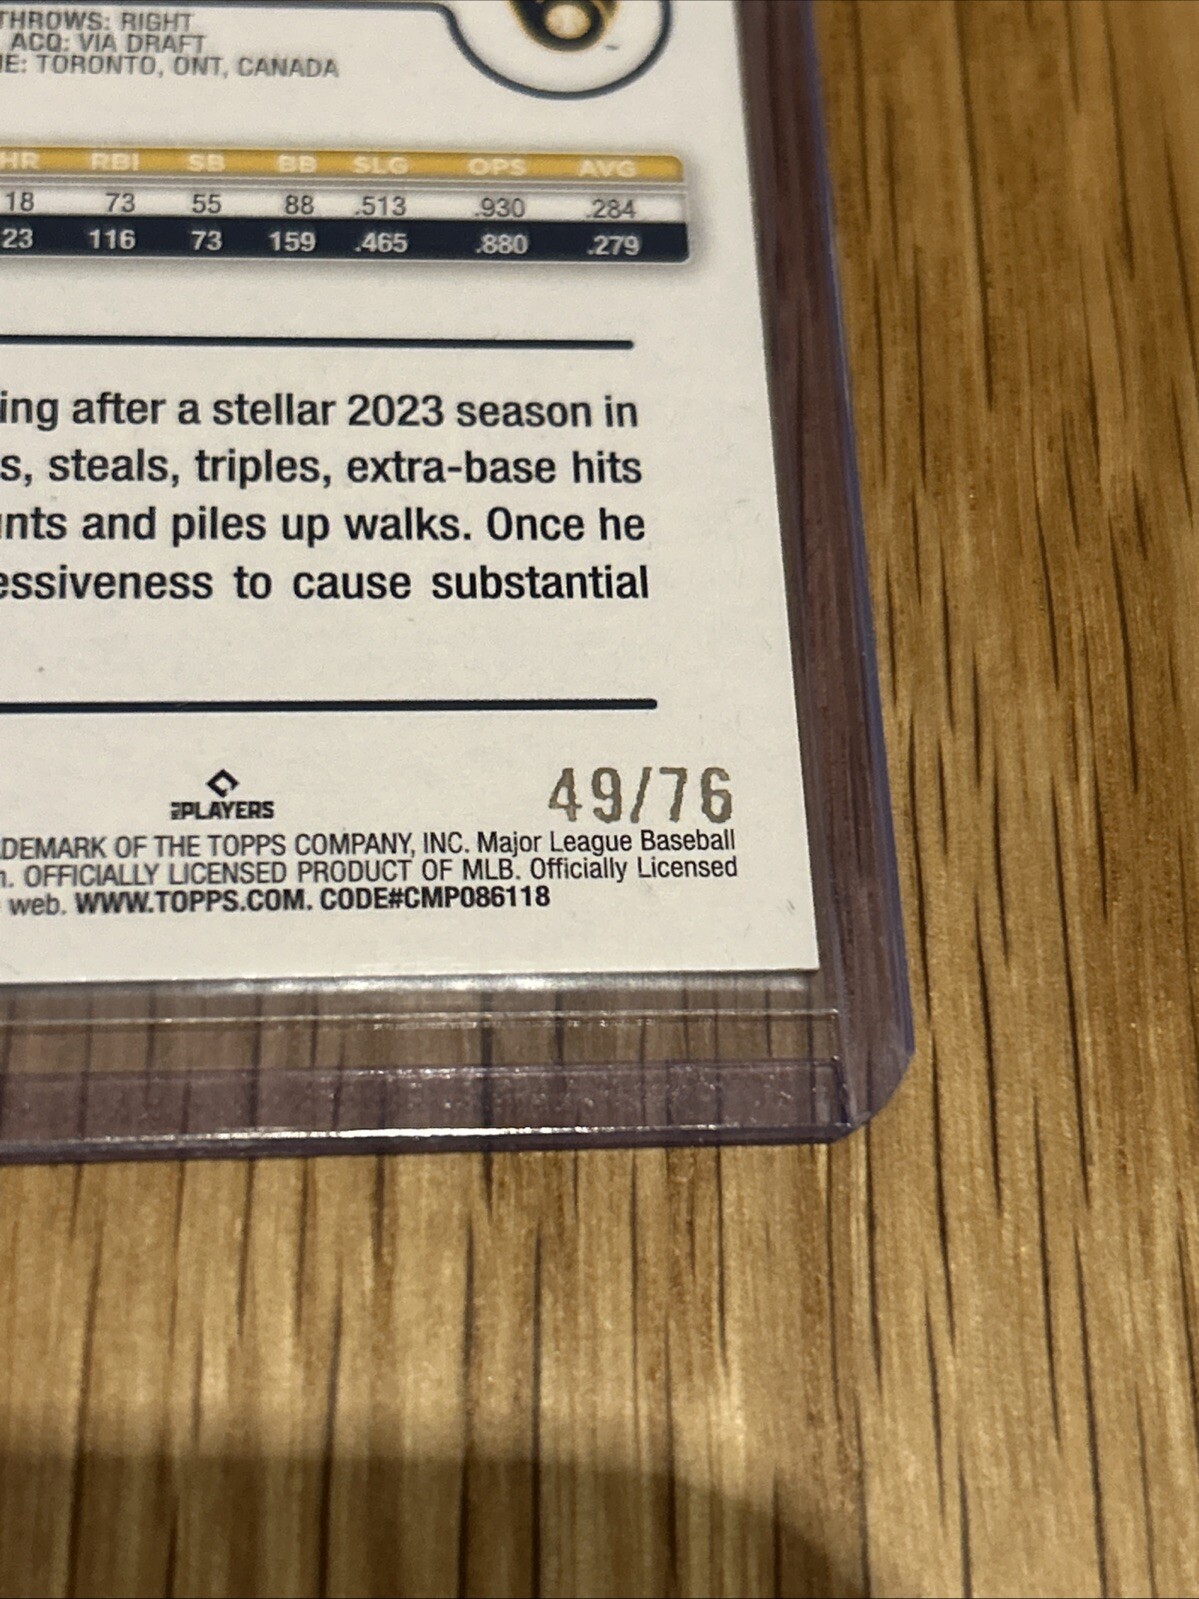 THROWS: RIGHT
ACQ: VIA DRAFT
E: TORONTO, ONT, CANADA
HR RBI SB BB SLG OPS AVG
18 73 55 88 .513 .930 .284
23 116 73 159 .465 .880 .279
ing after a stellar 2023 season in
s, steals, triples, extra-base hits
nts and piles up walks. Once he
essiveness to cause substantial
PLAYERS
49/76
DEMARK OF THE TOPPS COMPANY, INC. Major League Baseball
. OFFICIALLY LICENSED PRODUCT OF MLB. Officially Licensed
web. WWW.TOPPS.COM. CODE#CMP086118